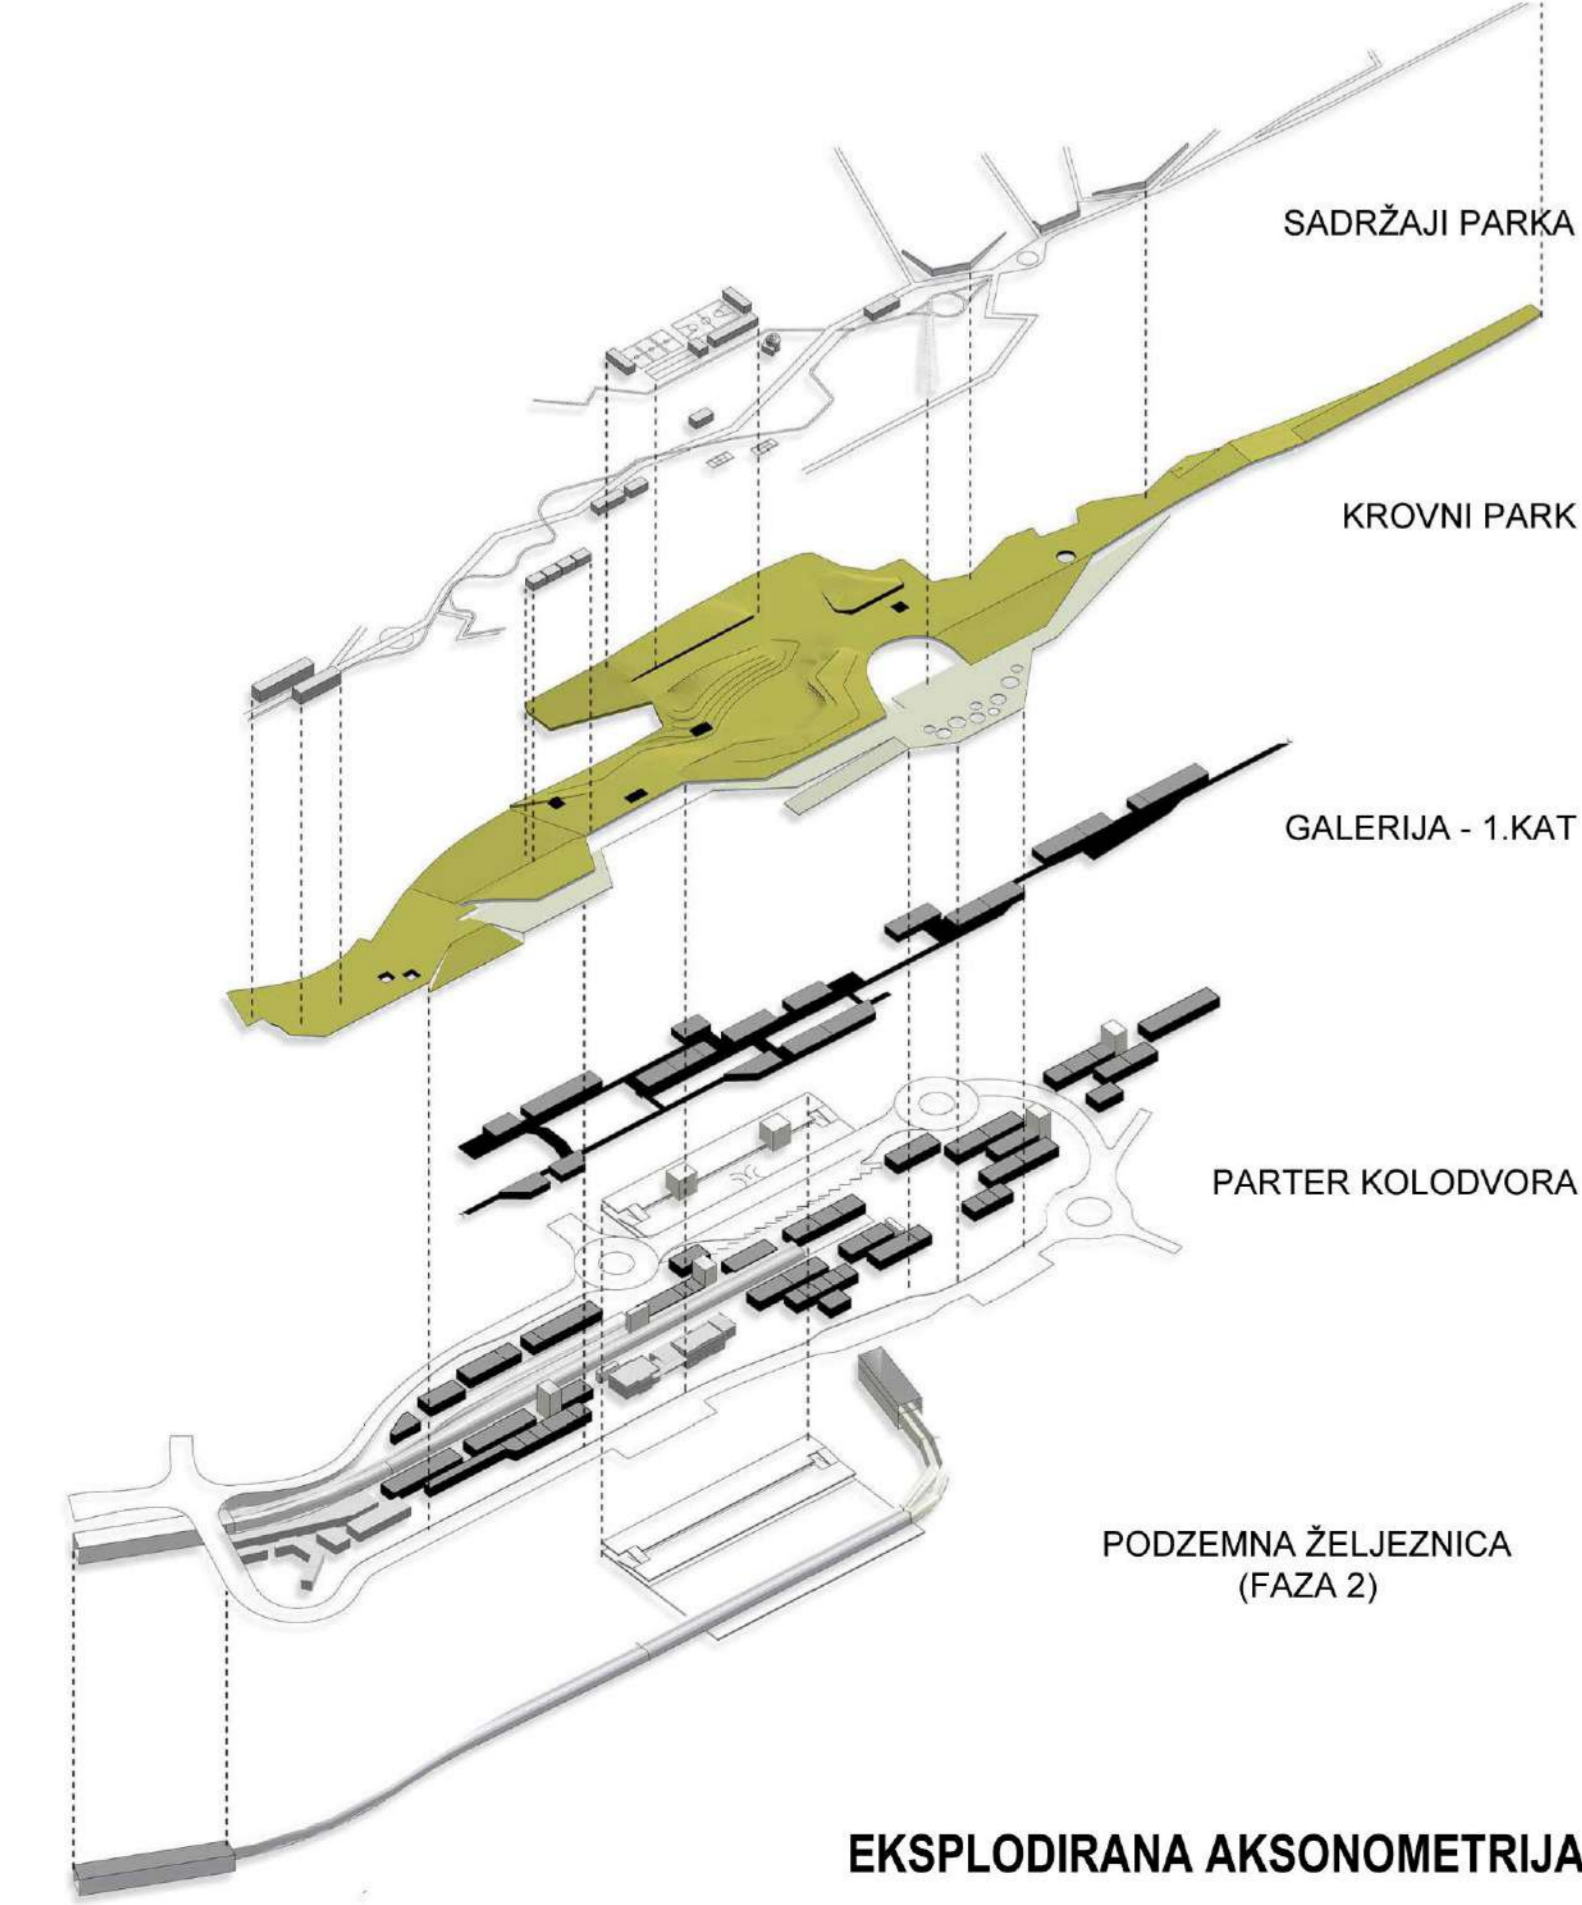 SADRŽAJI PARKA
KROVNI PARK
GALERIJA - 1.KAT
PARTER KOLODVORA
PODZEMNA ŽELJEZNICA
(FAZA 2)
EKSPLODIRANA AKSONOMETRIJA